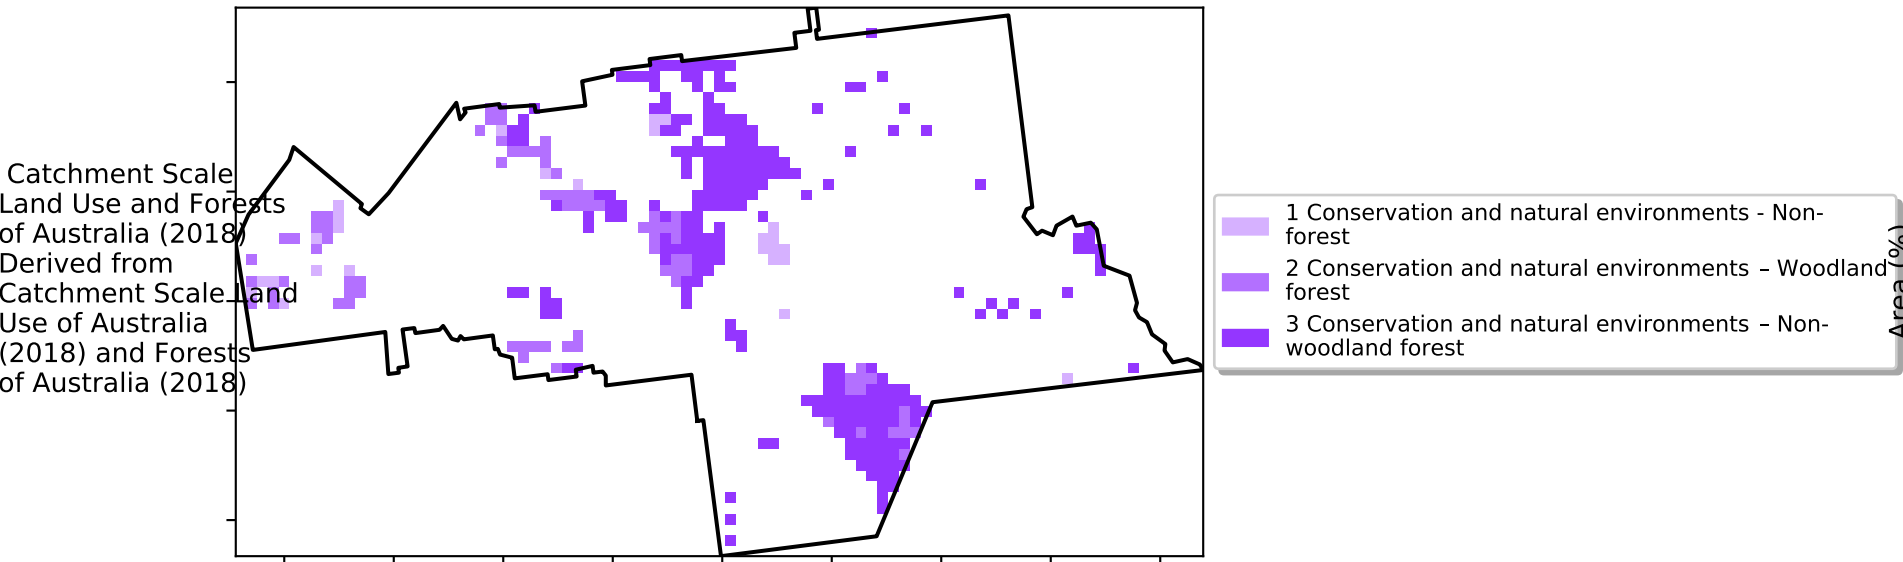 Catchment Scale
Land Use and Forests
of Australia (2018)
Derived from
Catchment Scale Land
Use of Australia
(2018) and Forests
of Australia (2018)
1 Conservation and natural environments - Non-
forest
2 Conservation and natural environments – Woodland
forest
3 Conservation and natural environments – Non-
woodland forest
Area (%)